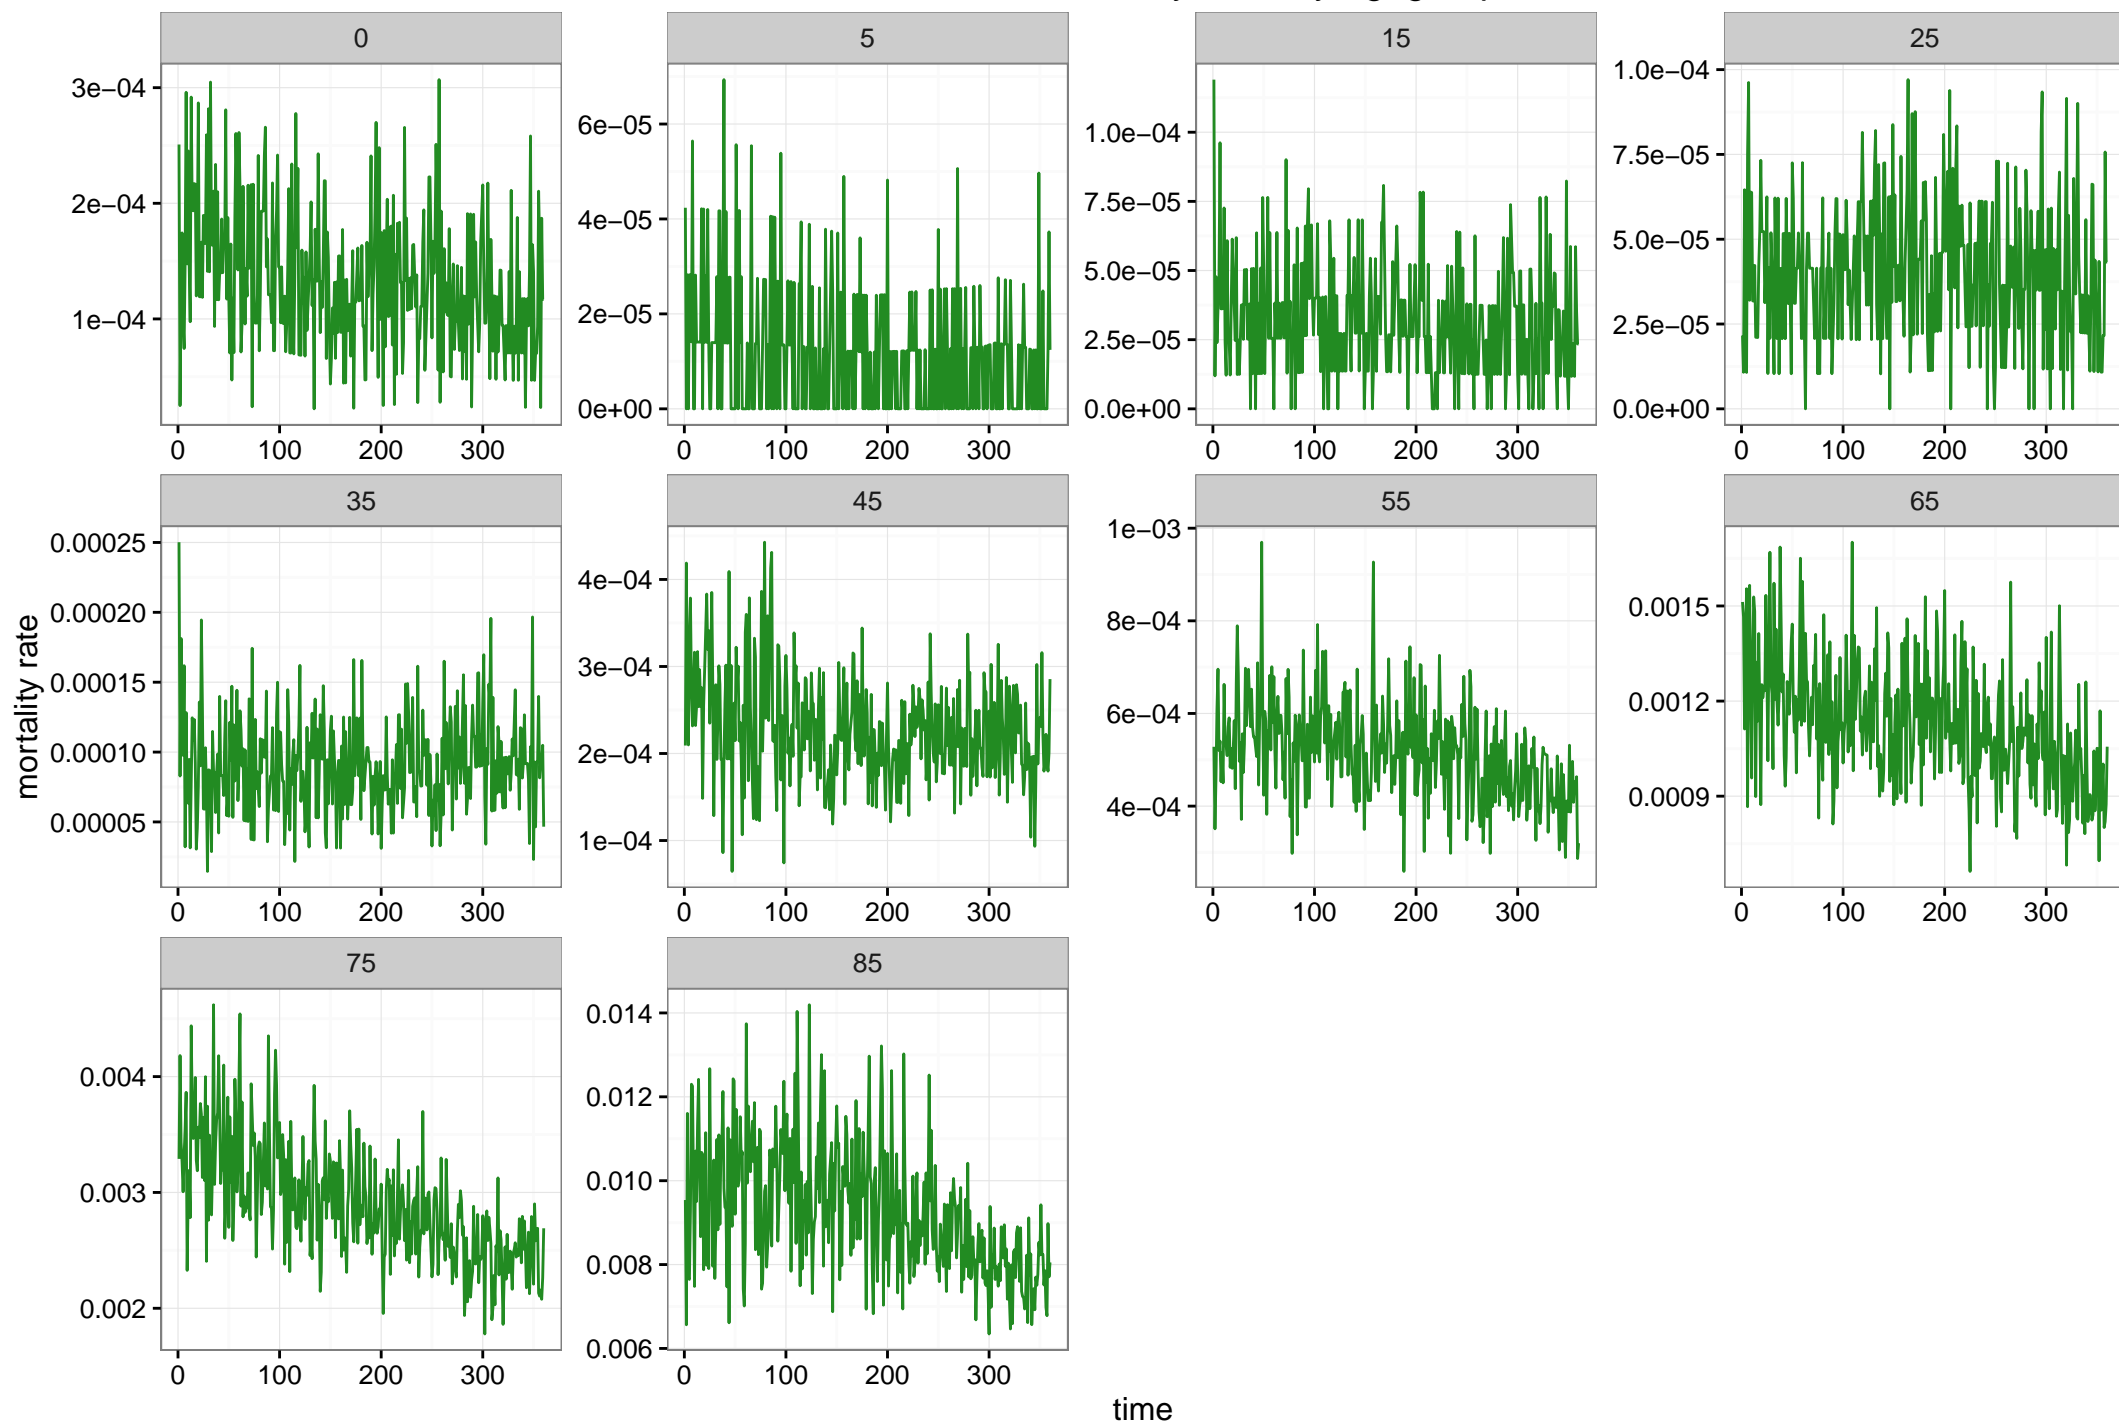 0 5 15 25
3e−04
2e−04
1e−04
6e−05
4e−05
2e−05
0e+00
1.0e−04
7.5e−05
5.0e−05
2.5e−05
0.0e+00
1.0e−04
7.5e−05
5.0e−05
2.5e−05
0.0e+00
0 100 200 300
0 100 200 300
0 100 200 300
0 100 200 300
35 45 55 65
0.00025
0.00020
0.00015
0.00010
0.00005
4e−04
3e−04
2e−04
1e−04
1e−03
8e−04
6e−04
4e−04
0.0015
0.0012
0.0009
0 100 200 300
0 100 200 300
0 100 200 300
0 100 200 300
75 85
0.004
0.003
0.002
0.014
0.012
0.010
0.008
0.006
0 100 200 300
0 100 200 300
mortality rate
time